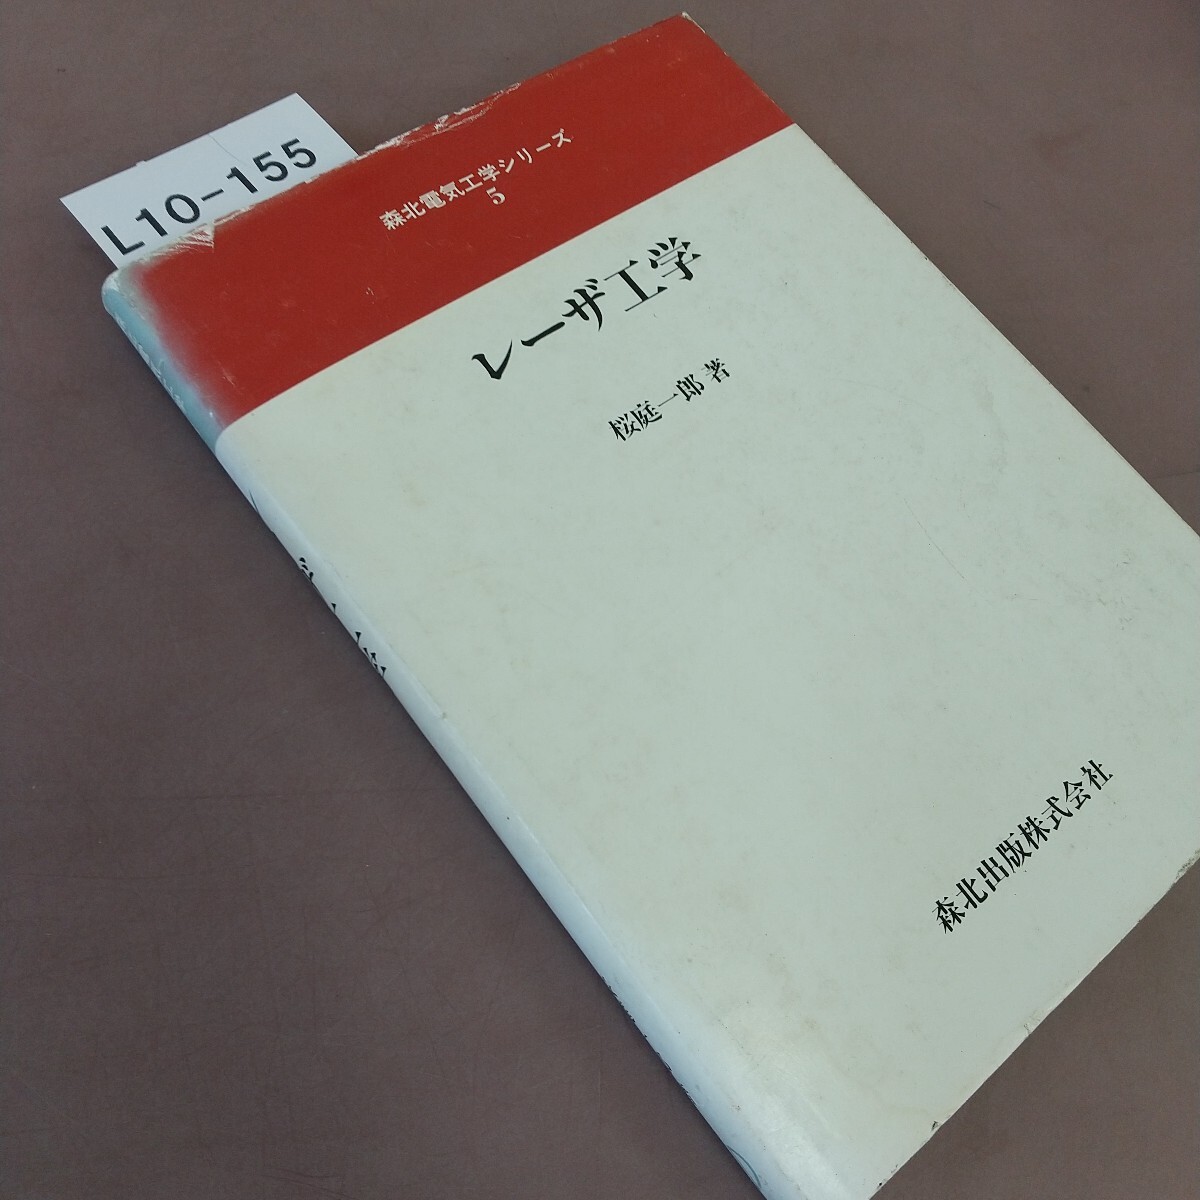 L10-155
森北電気工学シリーズ
5
レーザ工学
桜庭一郎 著
森北出版株式会社